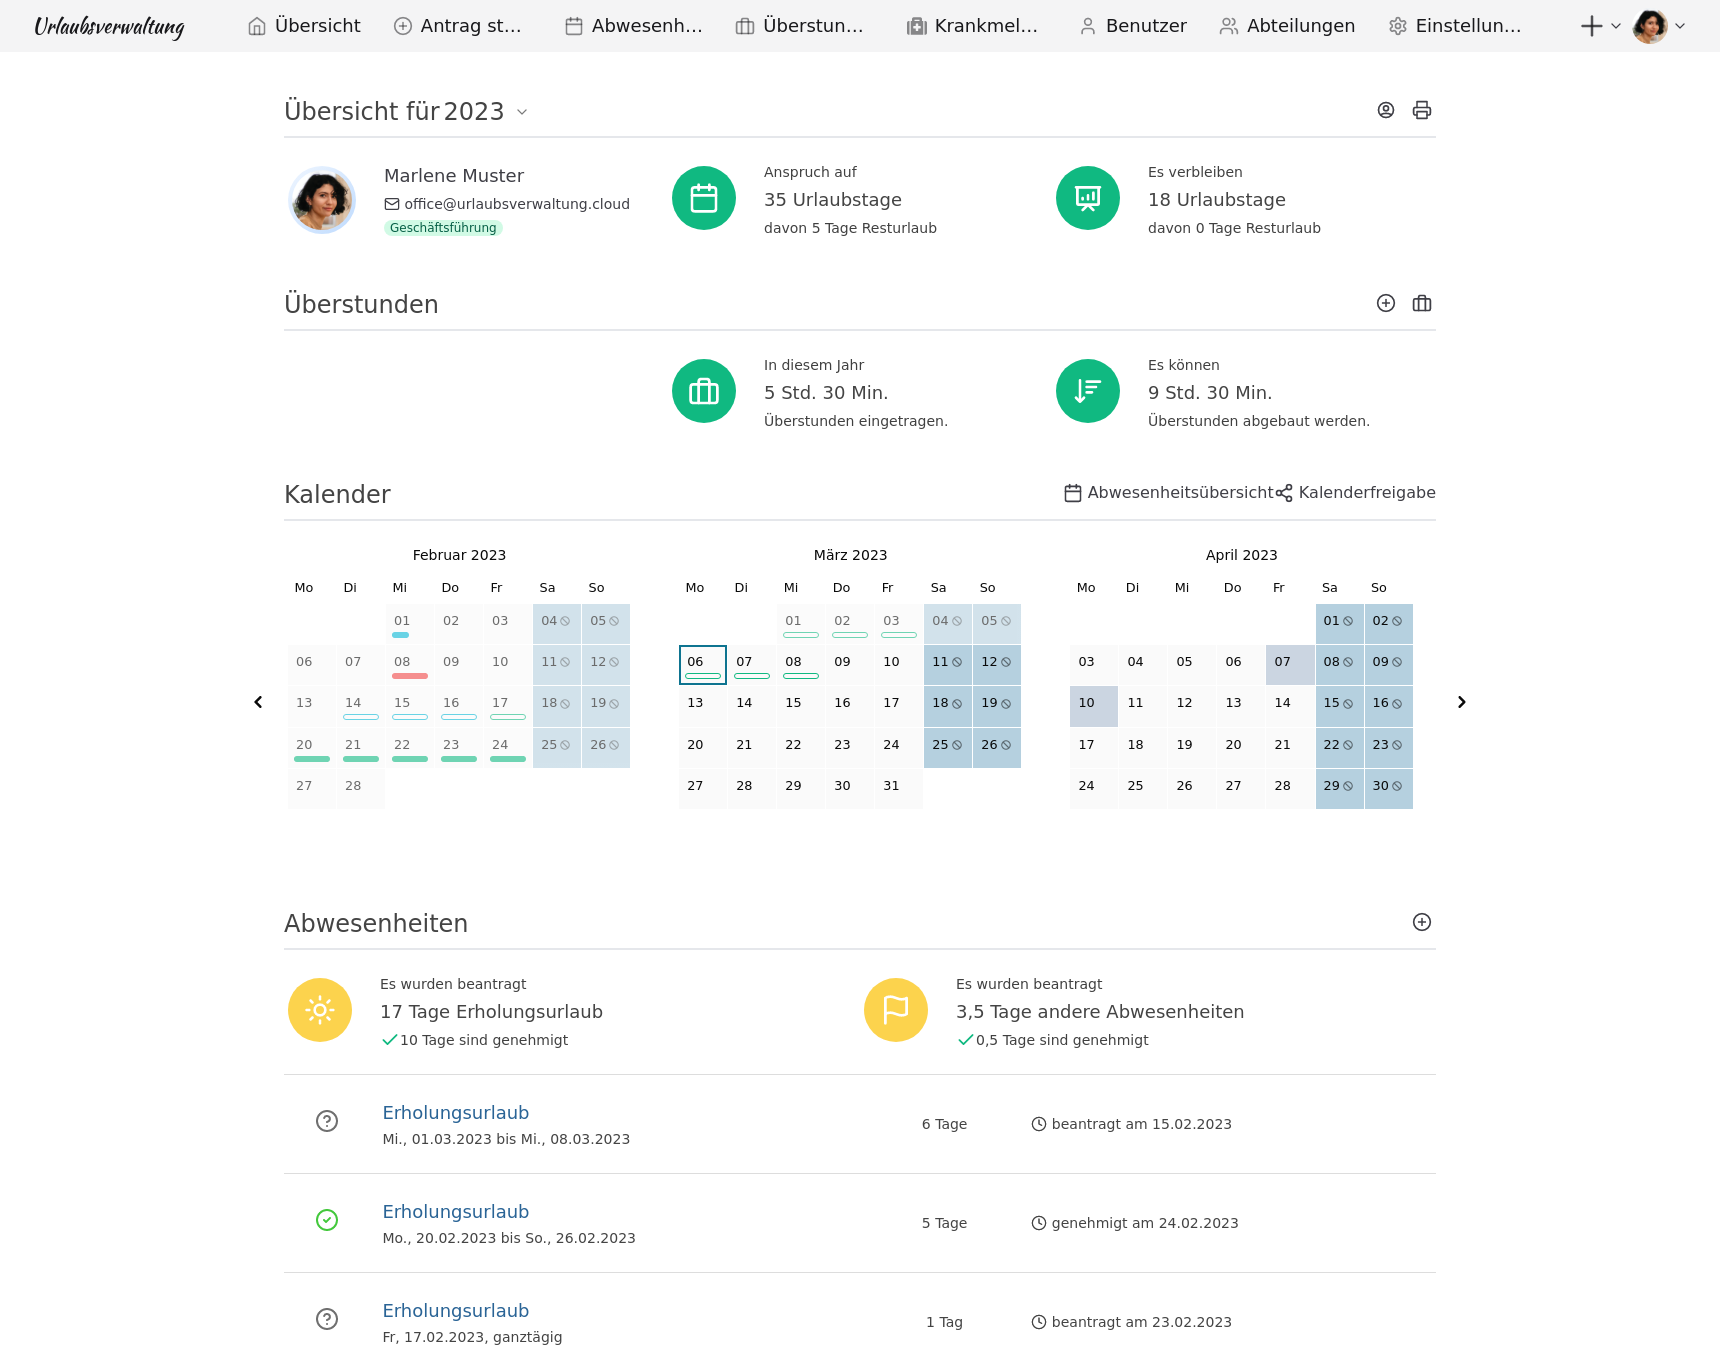 Urlaubsverwaltung Übersicht Antrag st... Abwesenh... Überstun... Krankmel... Benutzer Abteilungen Einstellun...
Übersicht für 2023
Marlene Muster
office@urlaubsverwaltung.cloud
Geschäftsführung
Anspruch auf
35 Urlaubstage
davon 5 Tage Resturlaub
Es verbleiben
18 Urlaubstage
davon 0 Tage Resturlaub
Überstunden
In diesem Jahr
5 Std. 30 Min.
Überstunden eingetragen.
Es können
9 Std. 30 Min.
Überstunden abgebaut werden.
Kalender
Abwesenheitsübersicht Kalenderfreigabe
Februar 2023
Mo Di Mi Do Fr Sa So
01 02 03 04 05
06 07 08 09 10 11 12
13 14 15 16 17 18 19
20 21 22 23 24 25 26
27 28
März 2023
Mo Di Mi Do Fr Sa So
01 02 03 04 05
06 07 08 09 10 11 12
13 14 15 16 17 18 19
20 21 22 23 24 25 26
27 28 29 30 31
April 2023
Mo Di Mi Do Fr Sa So
01 02
03 04 05 06 07 08 09
10 11 12 13 14 15 16
17 18 19 20 21 22 23
24 25 26 27 28 29 30
Abwesenheiten
Es wurden beantragt
17 Tage Erholungsurlaub
10 Tage sind genehmigt
Es wurden beantragt
3,5 Tage andere Abwesenheiten
0,5 Tage sind genehmigt
Erholungsurlaub
Mi., 01.03.2023 bis Mi., 08.03.2023
6 Tage
beantragt am 15.02.2023
Erholungsurlaub
Mo., 20.02.2023 bis So., 26.02.2023
5 Tage
genehmigt am 24.02.2023
Erholungsurlaub
Fr, 17.02.2023, ganztägig
1 Tag
beantragt am 23.02.2023